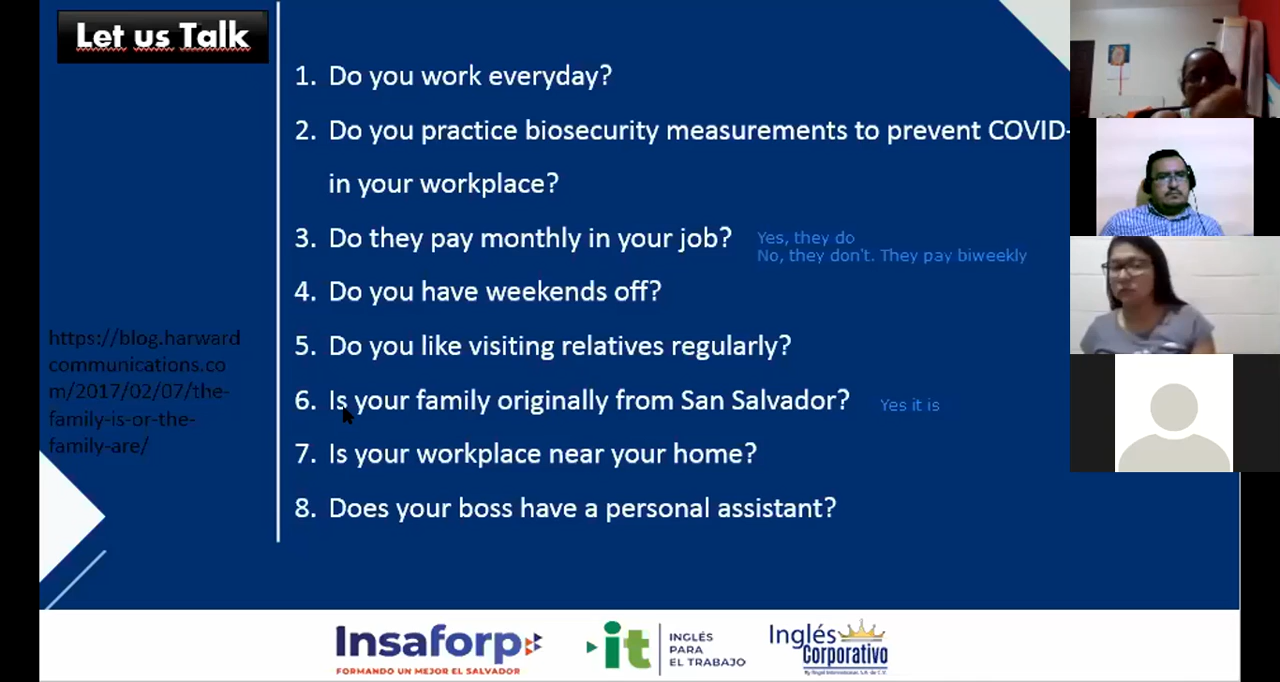 Let us Talk
1. Do you work everyday?
2. Do you practice biosecurity measurements to prevent COVID-
in your workplace?
3. Do they pay monthly in your job?
Yes, they do
No, they don't. They pay biweekly
4. Do you have weekends off?
5. Do you like visiting relatives regularly?
6. Is your family originally from San Salvador?
Yes it is
7. Is your workplace near your home?
8. Does your boss have a personal assistant?
https://blog.harward
communications.co
m/2017/02/07/the-
family-is-or-the-
family-are/
Insaforp
FORMANDO UN MEJOR EL SALVADOR
it
INGLÉS
PARA
EL TRABAJO
Inglés
Corporativo